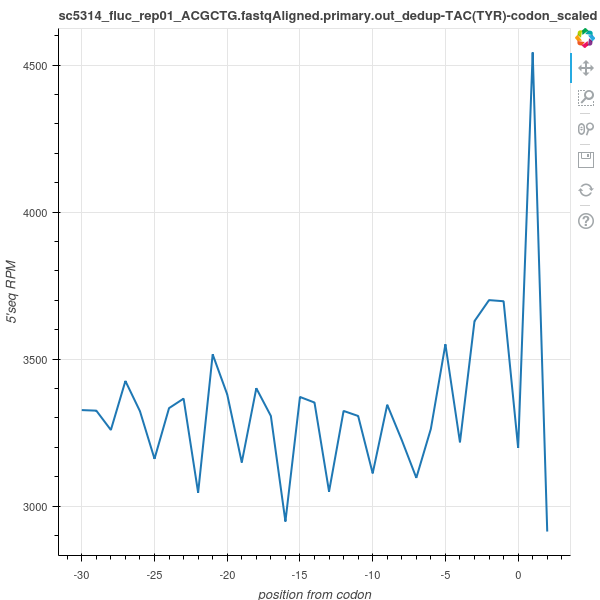 sc5314_fluc_rep01_ACGCTG.fastqAligned.primary.out_dedup-TAC(TYR)-codon_scaled
4500
4000
3500
3000
5'seq RPM
-30 -25 -20 -15 -10 -5 0
position from codon